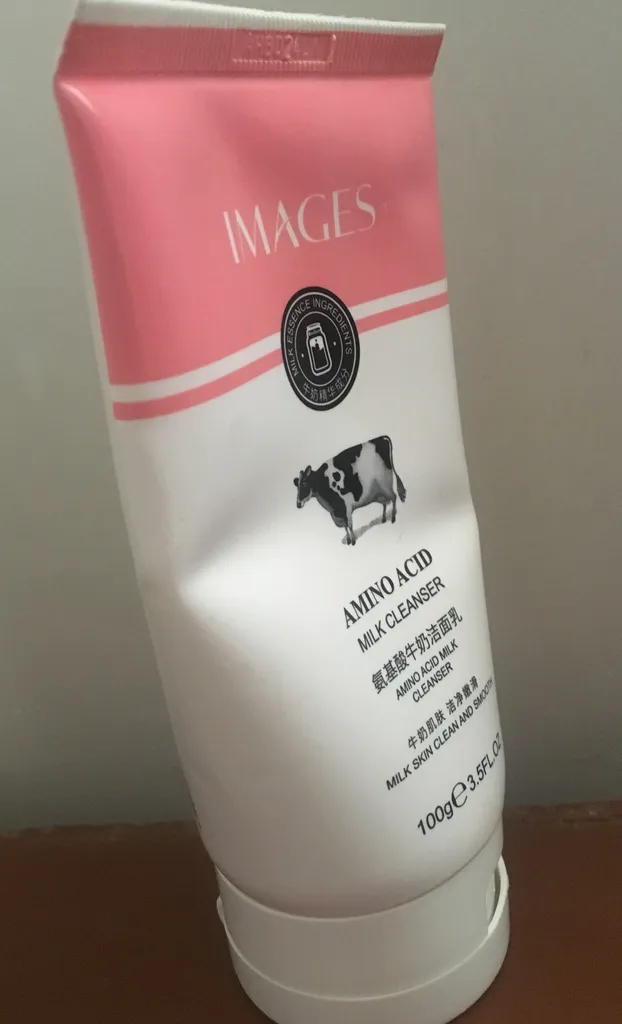 IMAGES
MILK ESSENCE INGREDIENTS
牛奶精华成分
AMINO ACID
MILK CLEANSER
氨基酸牛奶洁面乳
AMINO ACID MILK
CLEANSER
牛奶肌肤 洁净嫩滑
MILK SKIN CLEAN AND SMOOTH
100g℮3.5FL.OZ